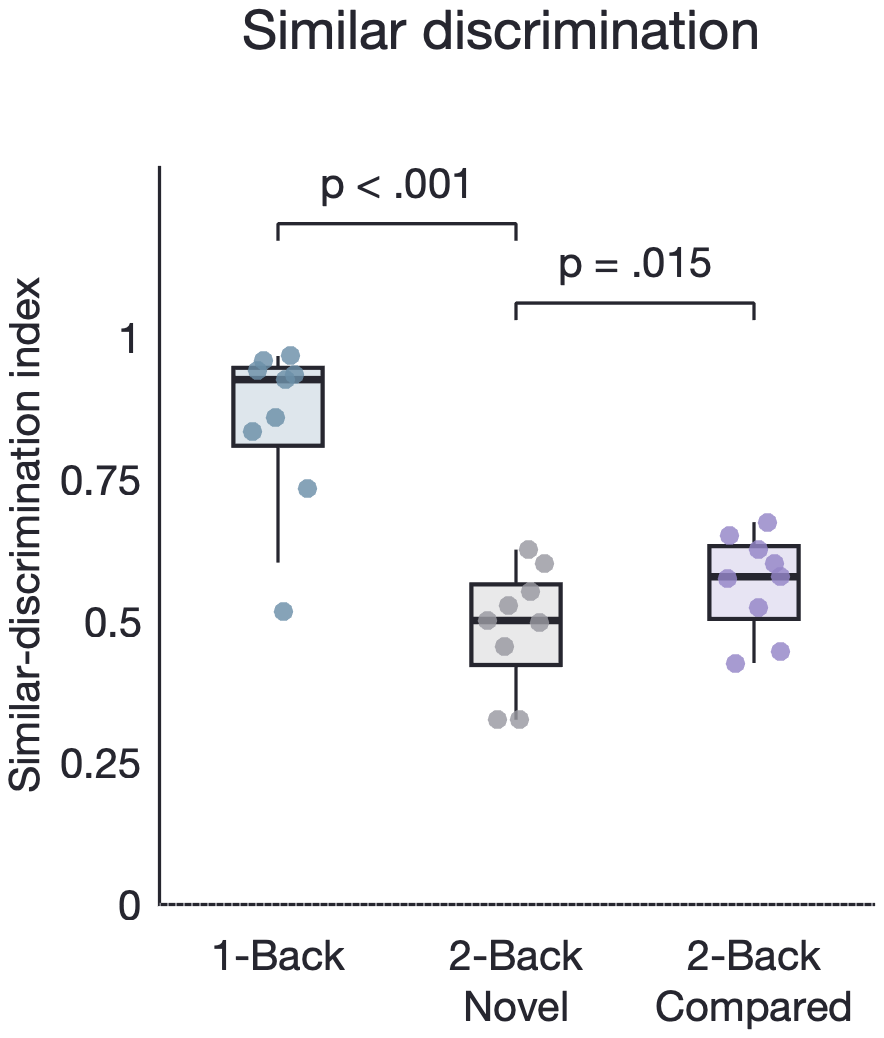 Similar discrimination
p < .001
p = .015
Similar-discrimination index
1
0.75
0.5
0.25
0
1-Back
2-Back
Novel
2-Back
Compared